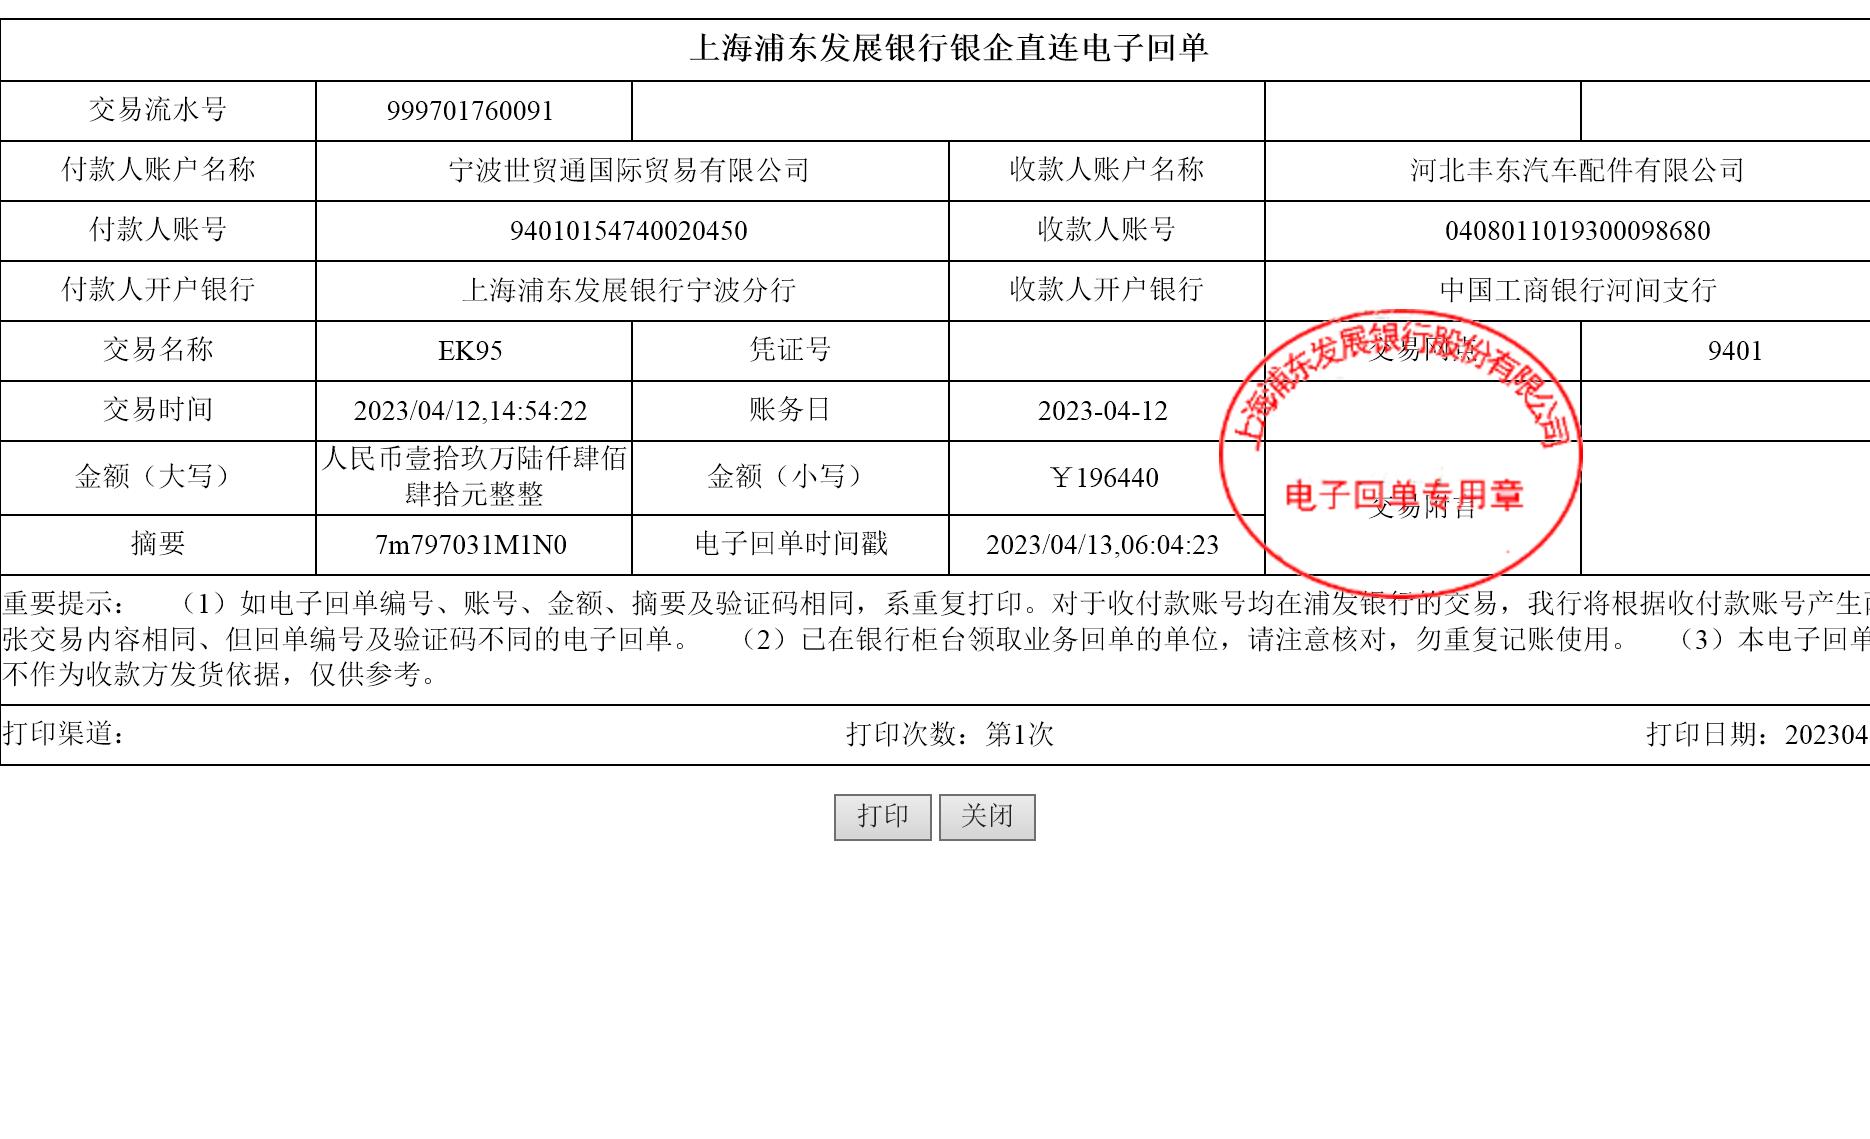 上海浦东发展银行银企直连电子回单
交易流水号 999701760091
付款人账户名称 宁波世贸通国际贸易有限公司 收款人账户名称 河北丰东汽车配件有限公司
付款人账号 94010154740020450 收款人账号 0408011019300098680
付款人开户银行 上海浦东发展银行宁波分行 收款人开户银行 中国工商银行河间支行
交易名称 EK95 凭证号 交易网点 9401
上海浦东发展银行股份有限公司
交易时间 2023/04/12,14:54:22 账务日 2023-04-12
金额（大写） 人民币壹拾玖万陆仟肆佰
肆拾元整整 金额（小写） ￥196440
电子回单专用章
交易附言
摘要 7m797031M1N0 电子回单时间戳 2023/04/13,06:04:23
重要提示： （1）如电子回单编号、账号、金额、摘要及验证码相同，系重复打印。对于收付款账号均在浦发银行的交易，我行将根据收付款账号产生
张交易内容相同、但回单编号及验证码不同的电子回单。 （2）已在银行柜台领取业务回单的单位，请注意核对，勿重复记账使用。 （3）本电子回单
不作为收款方发货依据，仅供参考。
打印渠道： 打印次数：第1次 打印日期：202304
打印 关闭